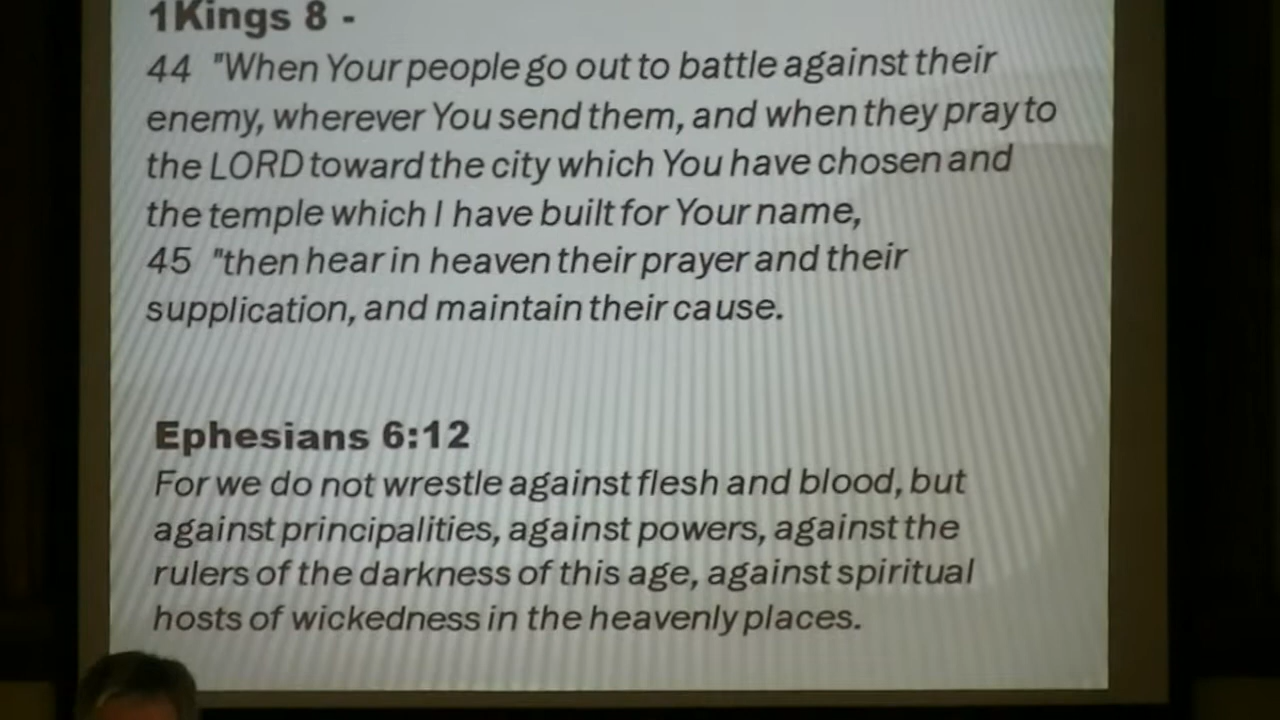 1Kings 8 -
44 "When Your people go out to battle against their
enemy, wherever You send them, and when they pray to
the LORD toward the city which You have chosen and
the temple which I have built for Your name,
45 "then hear in heaven their prayer and their
supplication, and maintain their cause.
Ephesians 6:12
For we do not wrestle against flesh and blood, but
against principalities, against powers, against the
rulers of the darkness of this age, against spiritual
hosts of wickedness in the heavenly places.